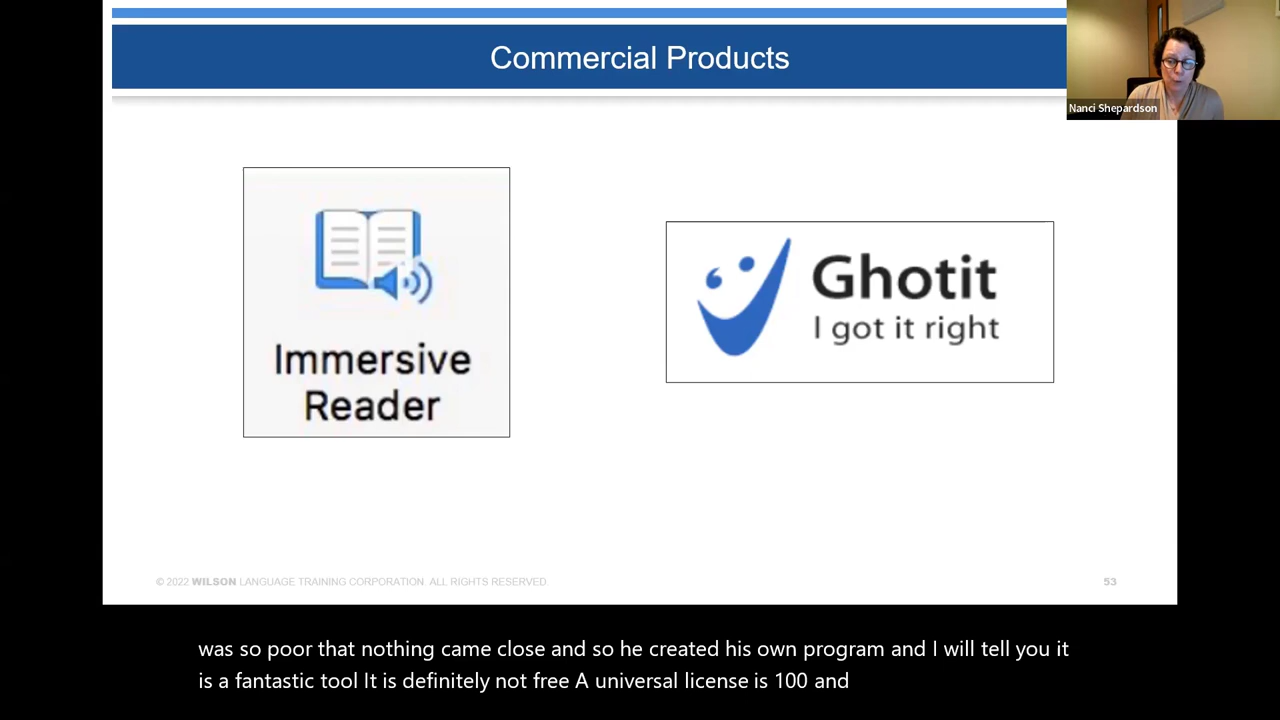 Commercial Products
Nanci Shepardson
Immersive
Reader
Ghotit
I got it right
© 2022 WILSON LANGUAGE TRAINING CORPORATION. ALL RIGHTS RESERVED.
53
was so poor that nothing came close and so he created his own program and I will tell you it
is a fantastic tool It is definitely not free A universal license is 100 and